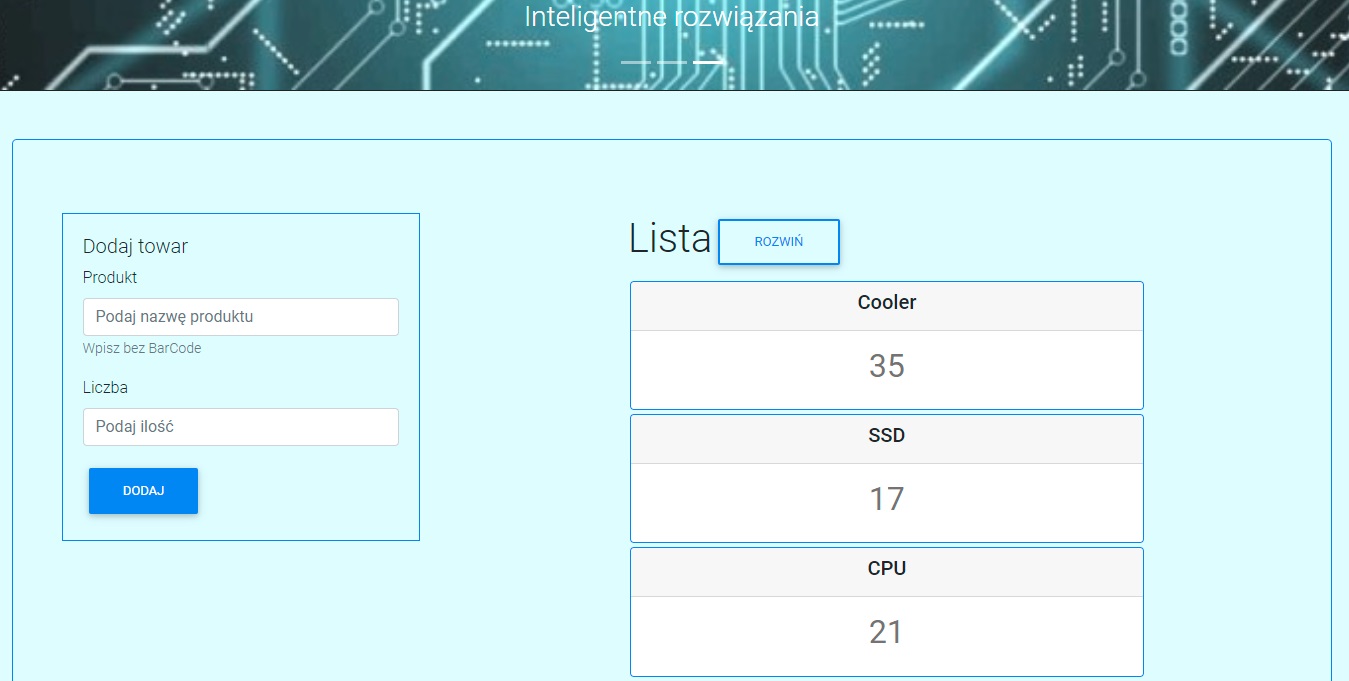 Inteligentne rozwiązania
Dodaj towar
Produkt
Podaj nazwę produktu
Wpisz bez BarCode
Liczba
Podaj ilość
DODAJ
Lista
ROZWIŃ
Cooler
35
SSD
17
CPU
21